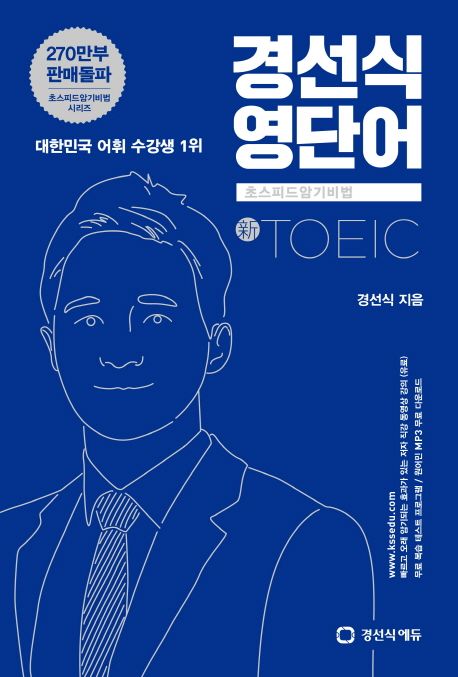 270만부
판매돌파
초스피드암기비법
시리즈
대한민국 어휘 수강생 1위
경선식
영단어
초스피드암기비법
新TOEIC
경선식 지음
www.kssedu.com
빠르고 오래 암기되는 효과가 있는 저자 직강 동영상 강의 (유료)
무료 복습 테스트 프로그램 / 원어민 MP3 무료 다운로드
경선식에듀